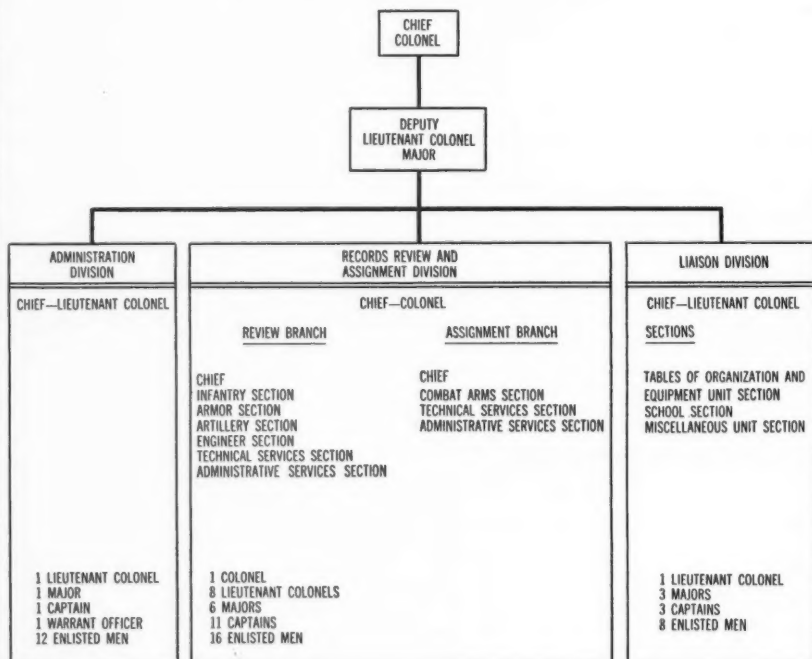 CHIEF
COLONEL
DEPUTY
LIEUTENANT COLONEL
MAJOR
ADMINISTRATION
DIVISION
CHIEF—LIEUTENANT COLONEL
1 LIEUTENANT COLONEL
1 MAJOR
1 CAPTAIN
1 WARRANT OFFICER
12 ENLISTED MEN
RECORDS REVIEW AND
ASSIGNMENT DIVISION
CHIEF—COLONEL
REVIEW BRANCH
CHIEF
INFANTRY SECTION
ARMOR SECTION
ARTILLERY SECTION
ENGINEER SECTION
TECHNICAL SERVICES SECTION
ADMINISTRATIVE SERVICES SECTION
ASSIGNMENT BRANCH
CHIEF
COMBAT ARMS SECTION
TECHNICAL SERVICES SECTION
ADMINISTRATIVE SERVICES SECTION
1 COLONEL
8 LIEUTENANT COLONELS
6 MAJORS
11 CAPTAINS
16 ENLISTED MEN
LIAISON DIVISION
CHIEF—LIEUTENANT COLONEL
SECTIONS
TABLES OF ORGANIZATION AND
EQUIPMENT UNIT SECTION
SCHOOL SECTION
MISCELLANEOUS UNIT SECTION
1 LIEUTENANT COLONEL
3 MAJORS
3 CAPTAINS
8 ENLISTED MEN